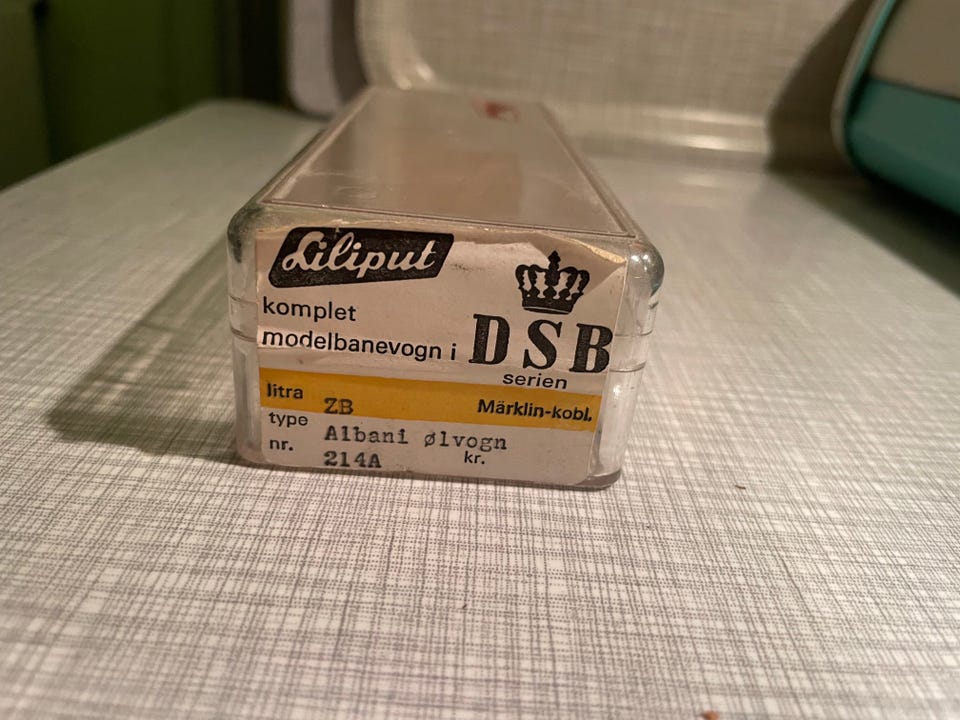 Liliput
komplet
modelbanevogn i DSB
serien
litra ZB Märklin-kobl.
type Albani ølvogn
nr. 214A kr.